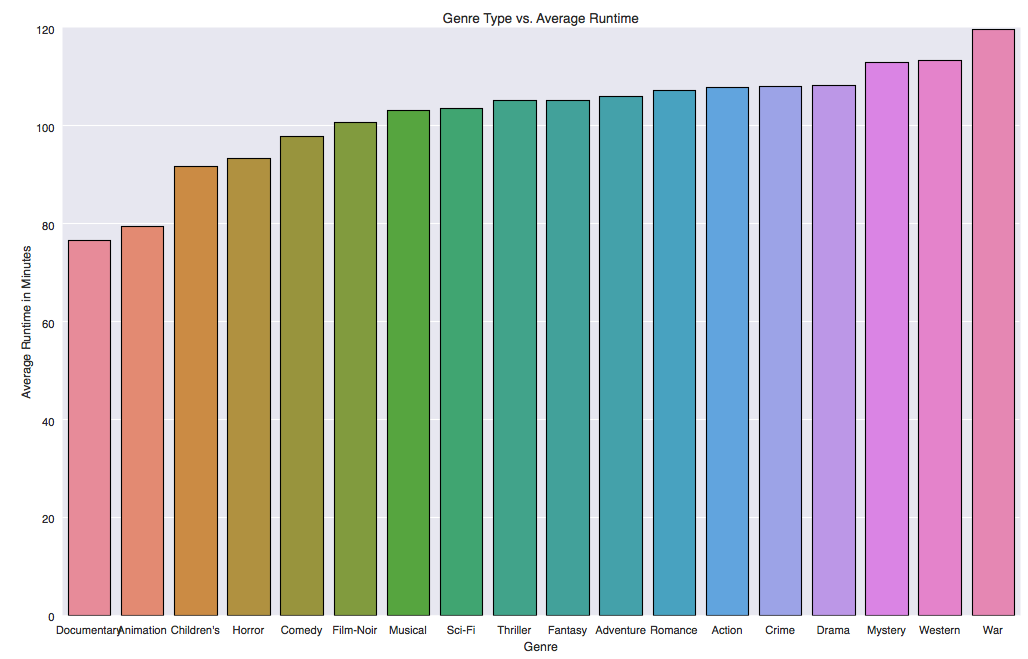 Genre Type vs. Average Runtime
120
100
80
60
40
20
0
Average Runtime in Minutes
Documentary Animation Children's Horror Comedy Film-Noir Musical Sci-Fi Thriller Fantasy Adventure Romance Action Crime Drama Mystery Western War
Genre